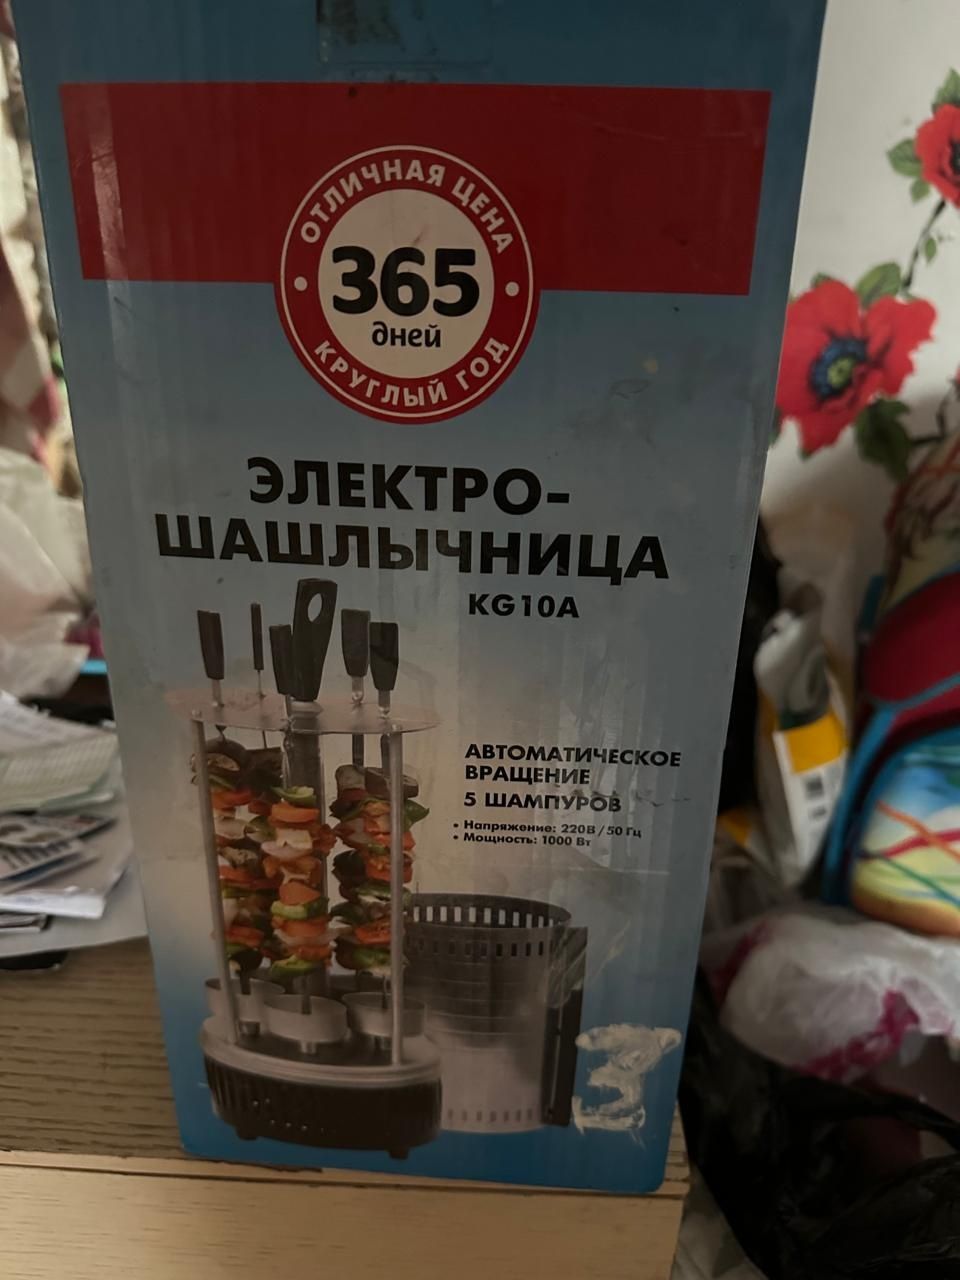 ОТЛИЧНАЯ ЦЕНА
365
дней
КРУГЛЫЙ ГОД
ЭЛЕКТРО-
ШАШЛЫЧНИЦА
KG10A
АВТОМАТИЧЕСКОЕ
ВРАЩЕНИЕ
5 ШАМПУРОВ
• Напряжение: 220В / 50 Гц
• Мощность: 1000 Вт